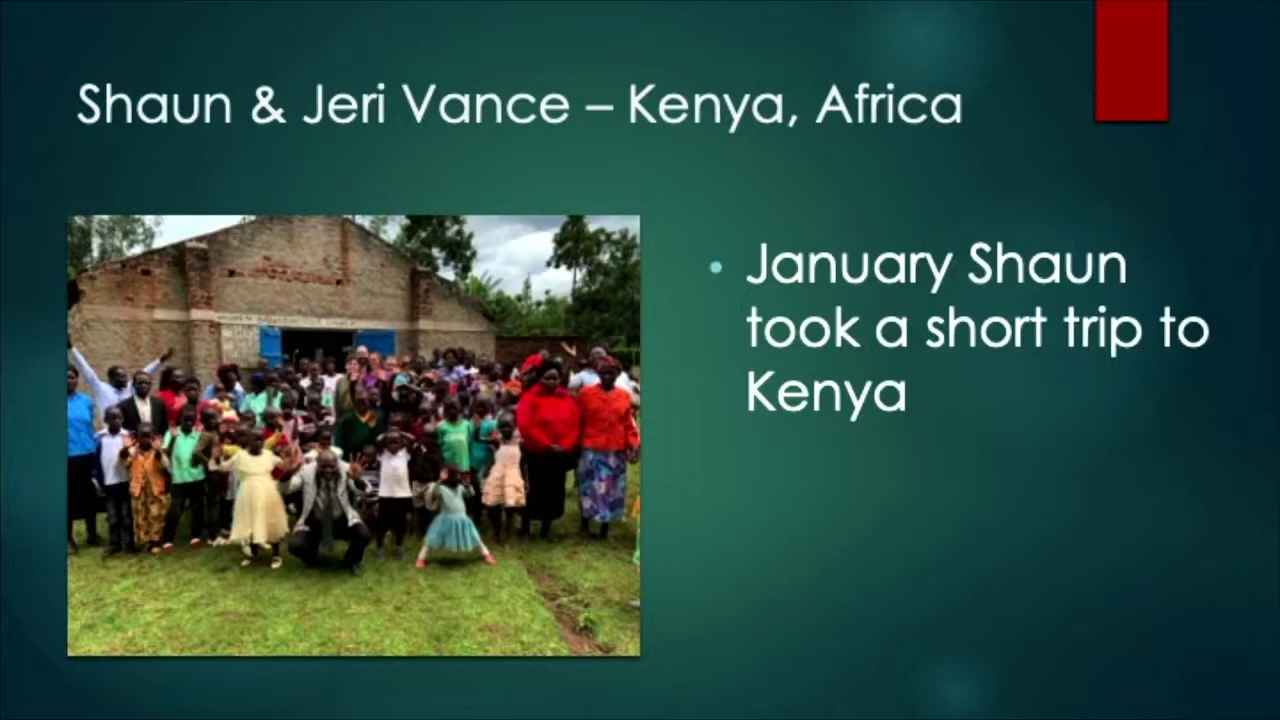 Shaun & Jeri Vance – Kenya, Africa
• January Shaun
took a short trip to
Kenya